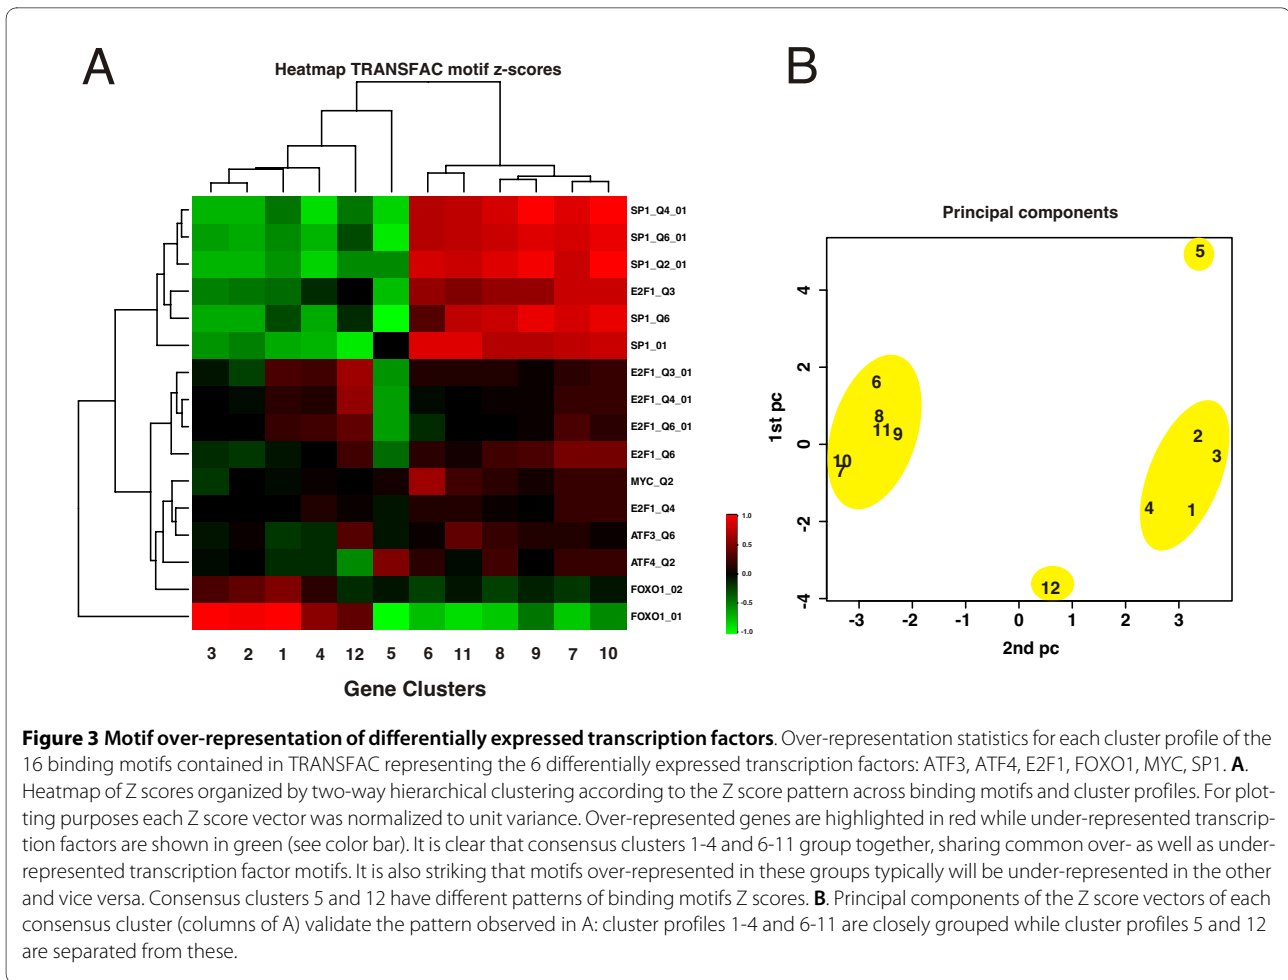 A
Heatmap TRANSFAC motif z-scores
SP1_Q4_01
SP1_Q6_01
SP1_Q2_01
E2F1_Q3
SP1_Q6
SP1_01
E2F1_Q3_01
E2F1_Q4_01
E2F1_Q6_01
E2F1_Q6
MYC_Q2
E2F1_Q4
ATF3_Q6
ATF4_Q2
FOXO1_02
FOXO1_01
3 2 1 4 12 5 6 11 8 9 7 10
Gene Clusters
1.0
0.5
0.0
-0.5
-1.0
B
Principal components
1st pc
4
2
0
-2
-4
5
6
8
11 9
10
7
2
3
4
1
12
-3 -2 -1 0 1 2 3
2nd pc
Figure 3 Motif over-representation of differentially expressed transcription factors. Over-representation statistics for each cluster profile of the
16 binding motifs contained in TRANSFAC representing the 6 differentially expressed transcription factors: ATF3, ATF4, E2F1, FOXO1, MYC, SP1. A.
Heatmap of Z scores organized by two-way hierarchical clustering according to the Z score pattern across binding motifs and cluster profiles. For plot-
ting purposes each Z score vector was normalized to unit variance. Over-represented genes are highlighted in red while under-represented transcrip-
tion factors are shown in green (see color bar). It is clear that consensus clusters 1-4 and 6-11 group together, sharing common over- as well as under-
represented transcription factor motifs. It is also striking that motifs over-represented in these groups typically will be under-represented in the other
and vice versa. Consensus clusters 5 and 12 have different patterns of binding motifs Z scores. B. Principal components of the Z score vectors of each
consensus cluster (columns of A) validate the pattern observed in A: cluster profiles 1-4 and 6-11 are closely grouped while cluster profiles 5 and 12
are separated from these.